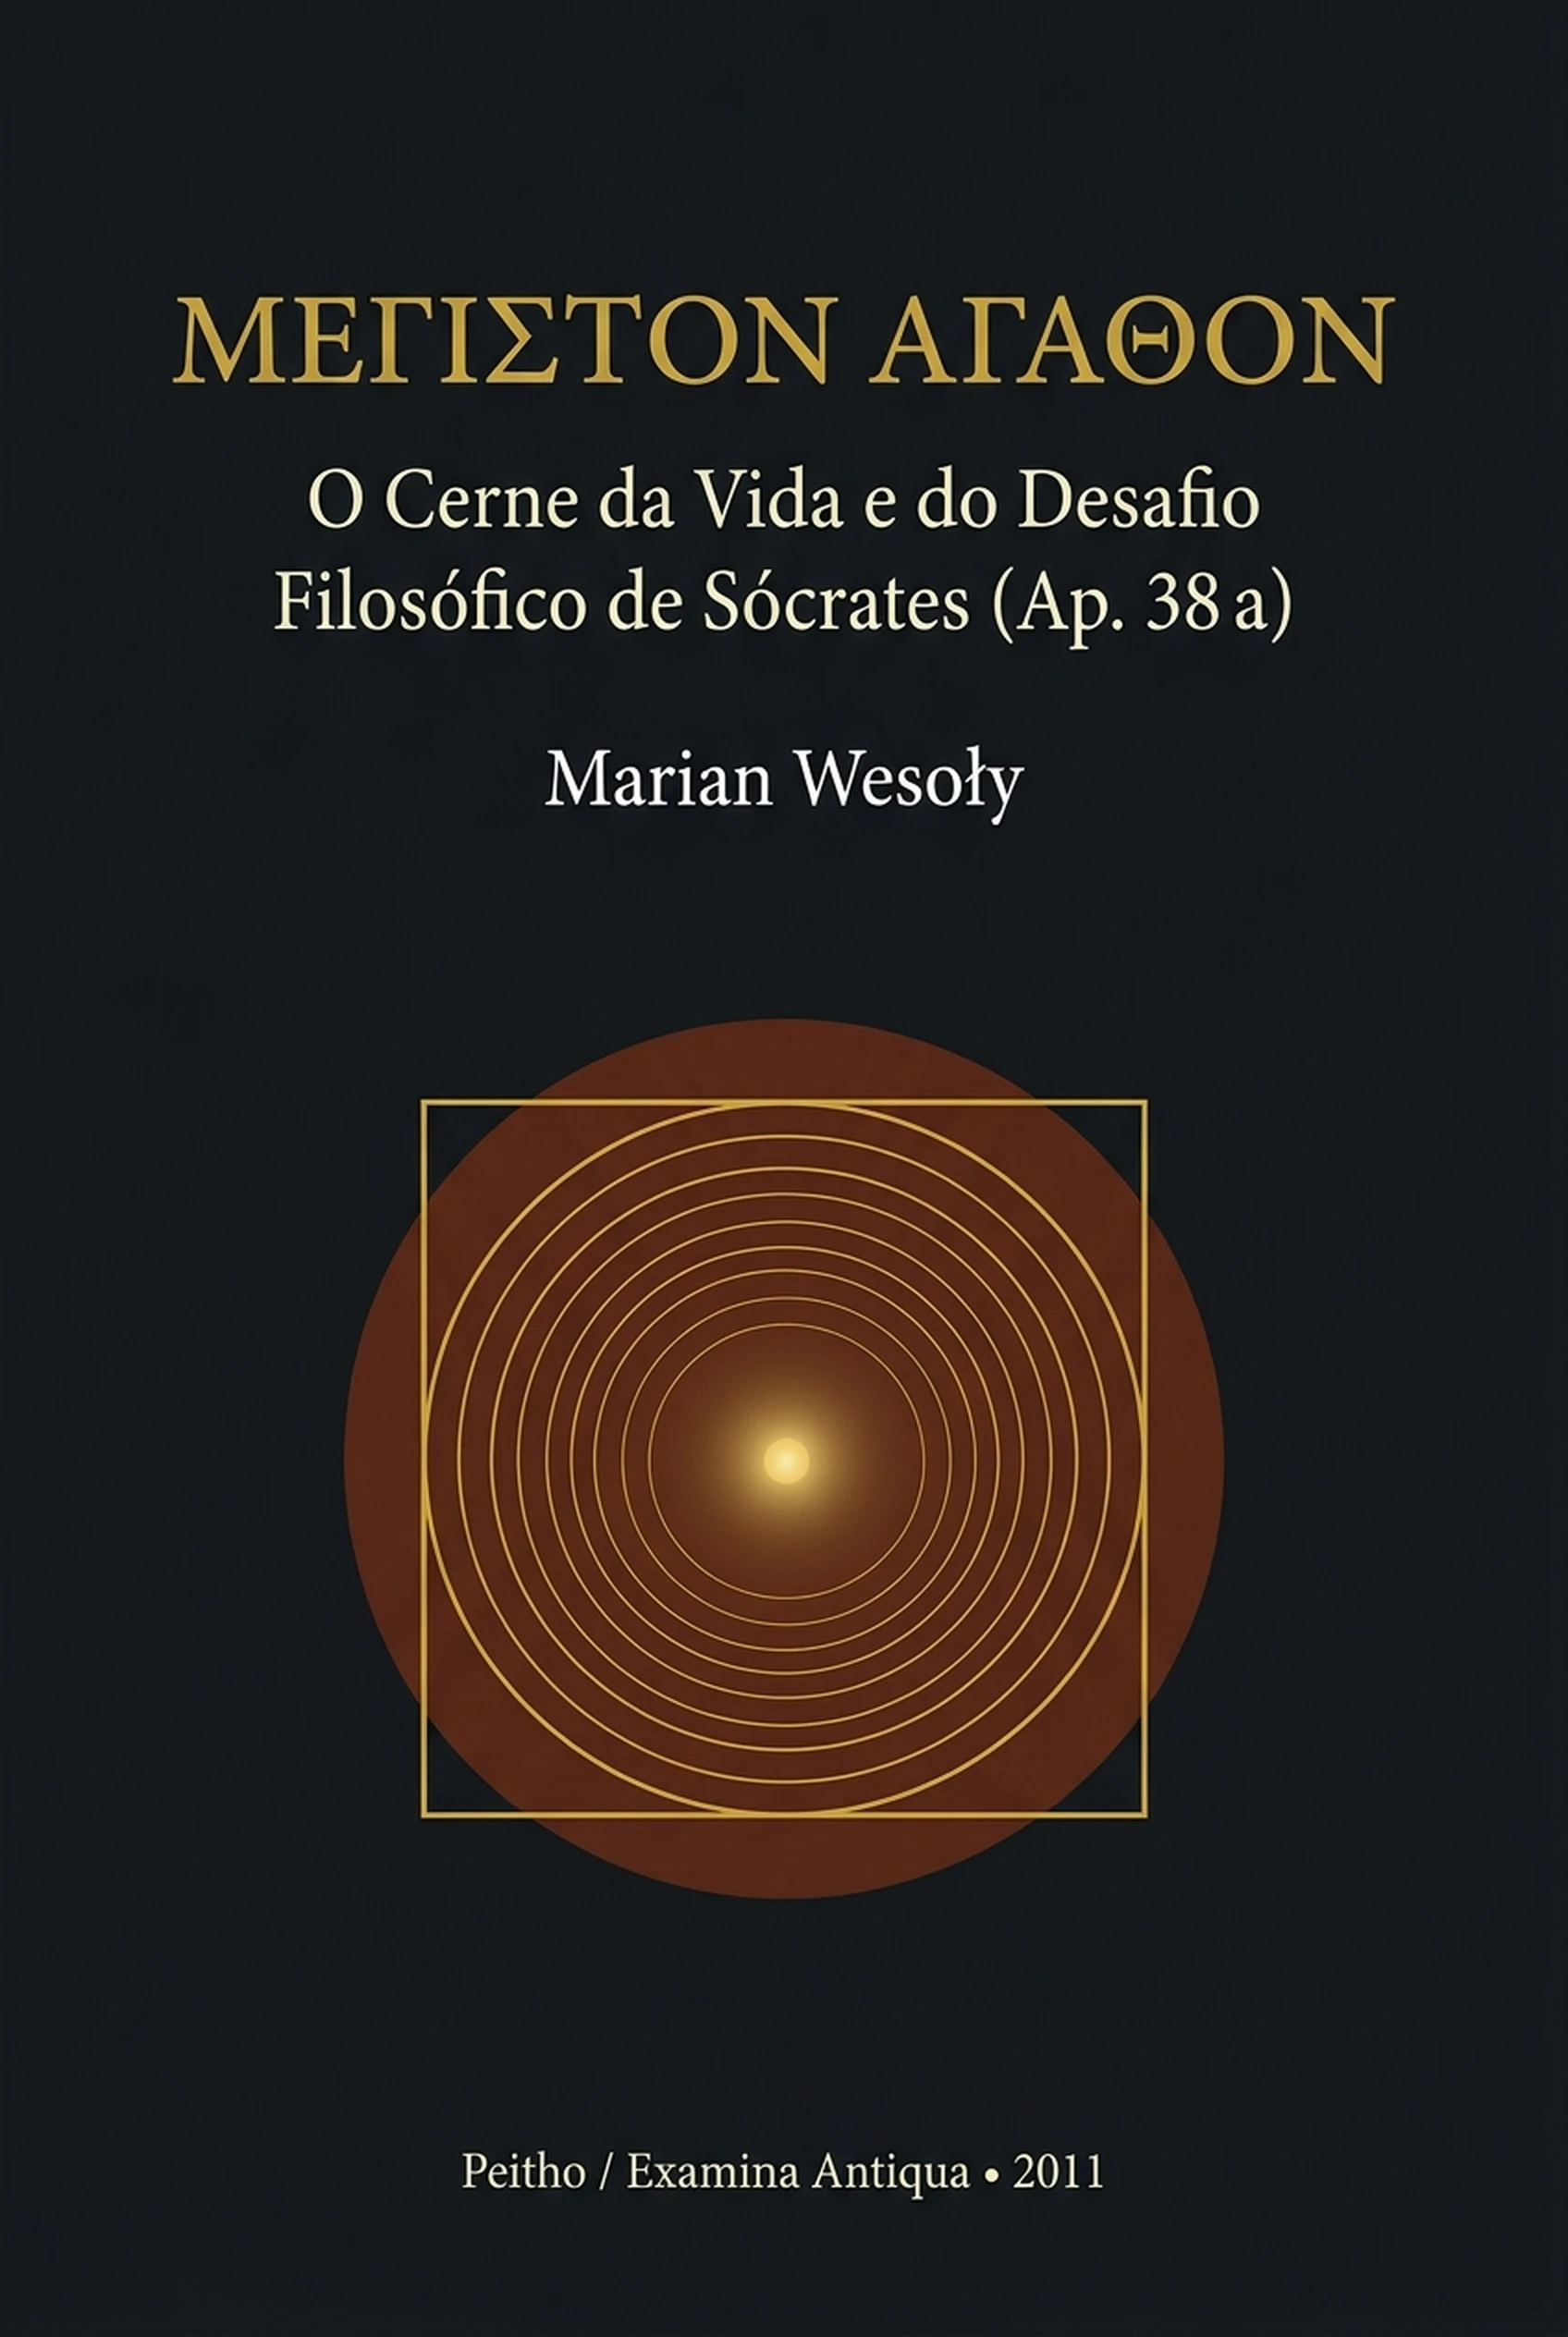 ΜΕΓΙΣΤΟΝ ΑΓΑΘΟΝ
O Cerne da Vida e do Desafio
Filosófico de Sócrates (Ap. 38 a)
Marian Wesoły
Peitho / Examina Antiqua • 2011